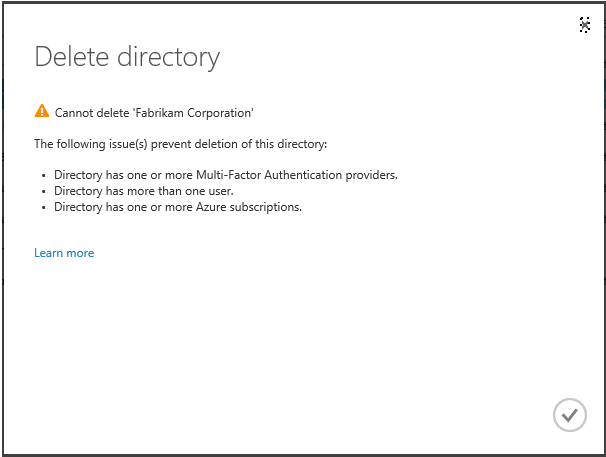 Delete directory
Cannot delete 'Fabrikam Corporation'
The following issue(s) prevent deletion of this directory:
• Directory has one or more Multi-Factor Authentication providers.
• Directory has more than one user.
• Directory has one or more Azure subscriptions.
Learn more